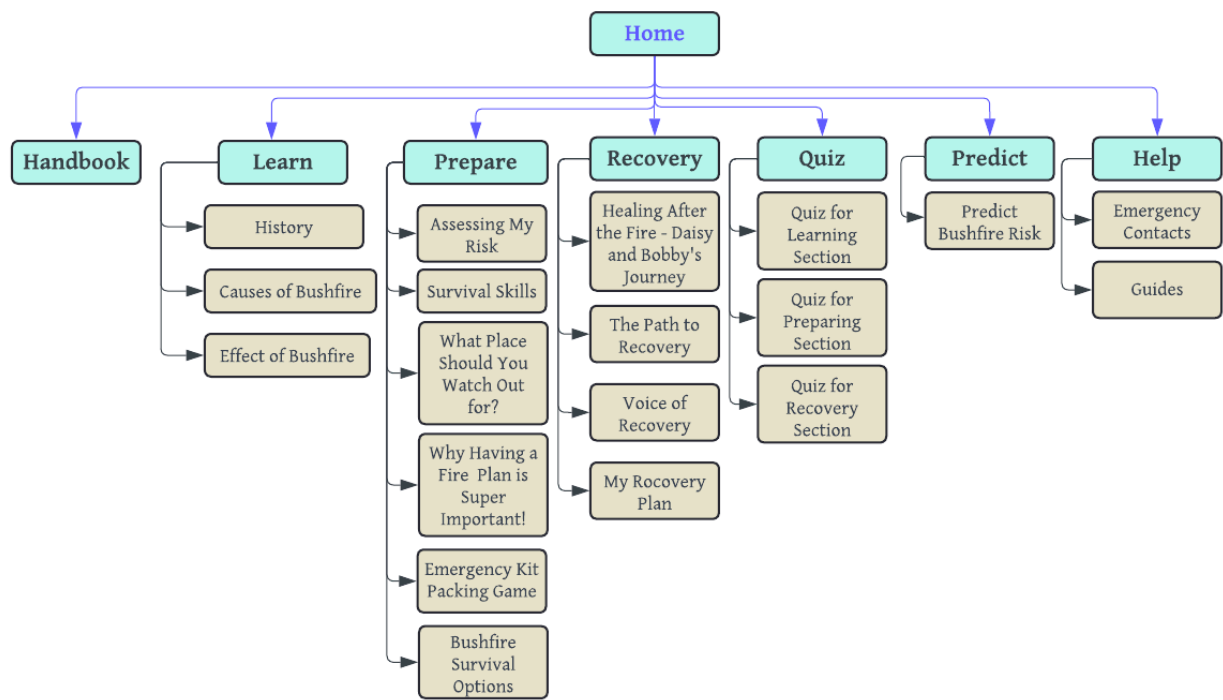 Home
Handbook
Learn
History
Causes of Bushfire
Effect of Bushfire
Prepare
Assessing My
Risk
Survival Skills
What Place
Should You
Watch Out
for?
Why Having a
Fire Plan is
Super
Important!
Emergency Kit
Packing Game
Bushfire
Survival
Options
Recovery
Healing After
the Fire - Daisy
and Bobby's
Journey
The Path to
Recovery
Voice of
Recovery
My Rocovery
Plan
Quiz
Quiz for
Learning
Section
Quiz for
Preparing
Section
Quiz for
Recovery
Section
Predict
Predict
Bushfire Risk
Help
Emergency
Contacts
Guides